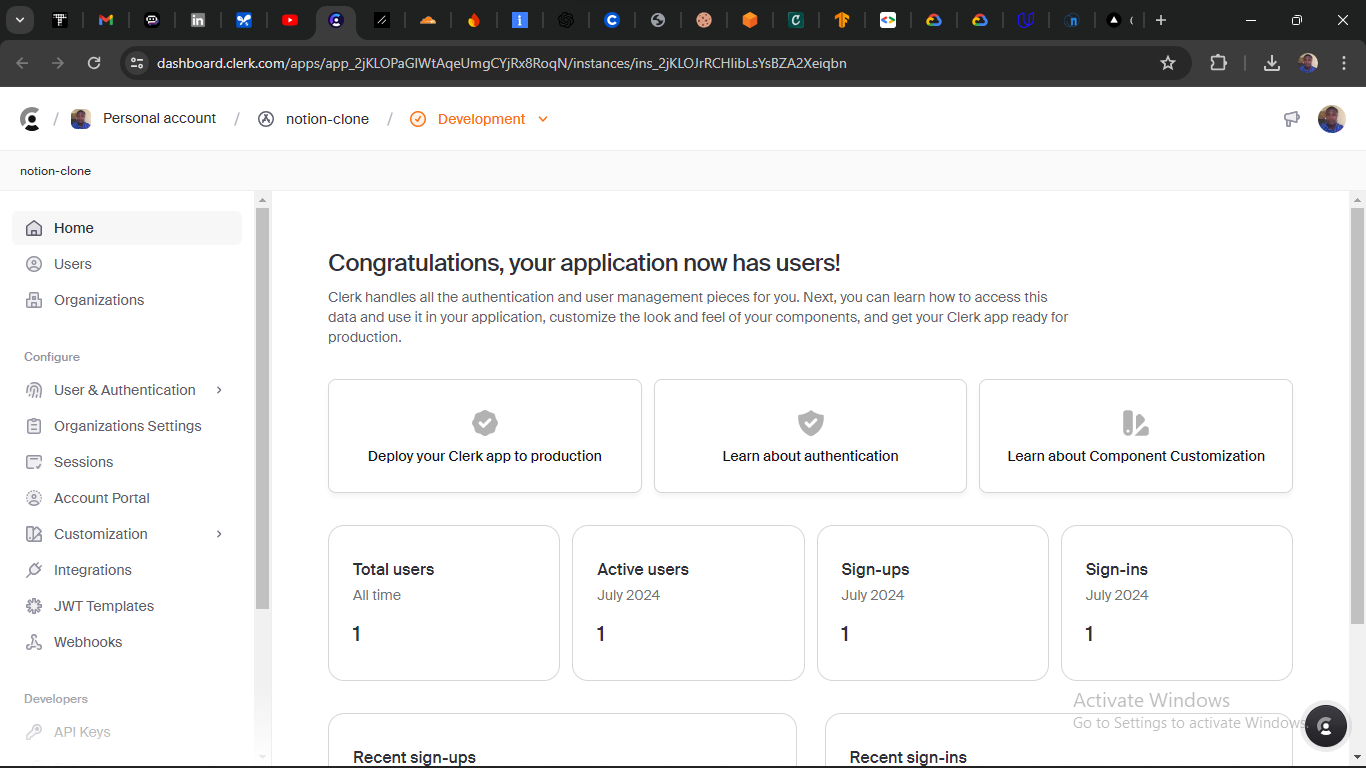 dashboard.clerk.com/apps/app_2jKLOPaGlWtAqeUmgCYjRx8RoqN/instances/ins_2jKLOJrRCHIibLsYsBZA2Xeiqbn
/ Personal account / notion-clone / Development
notion-clone
Home
Users
Organizations
Configure
User & Authentication
Organizations Settings
Sessions
Account Portal
Customization
Integrations
JWT Templates
Webhooks
Developers
API Keys
Congratulations, your application now has users!
Clerk handles all the authentication and user management pieces for you. Next, you can learn how to access this
data and use it in your application, customize the look and feel of your components, and get your Clerk app ready for
production.
Deploy your Clerk app to production
Learn about authentication
Learn about Component Customization
Total users
All time
1
Active users
July 2024
1
Sign-ups
July 2024
1
Sign-ins
July 2024
1
Recent sign-ups
Recent sign-ins
Activate Windows
Go to Settings to activate Windows.